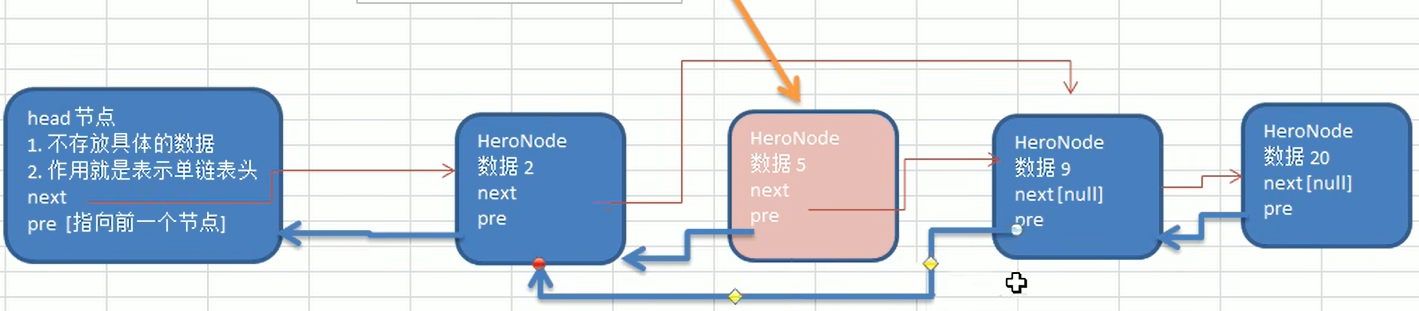 head 节点
1. 不存放具体的数据
2. 作用就是表示单链表头
next
pre [指向前一个节点]
HeroNode
数据 2
next
pre
HeroNode
数据 5
next
pre
HeroNode
数据 9
next [null]
pre
HeroNode
数据 20
next [null]
pre